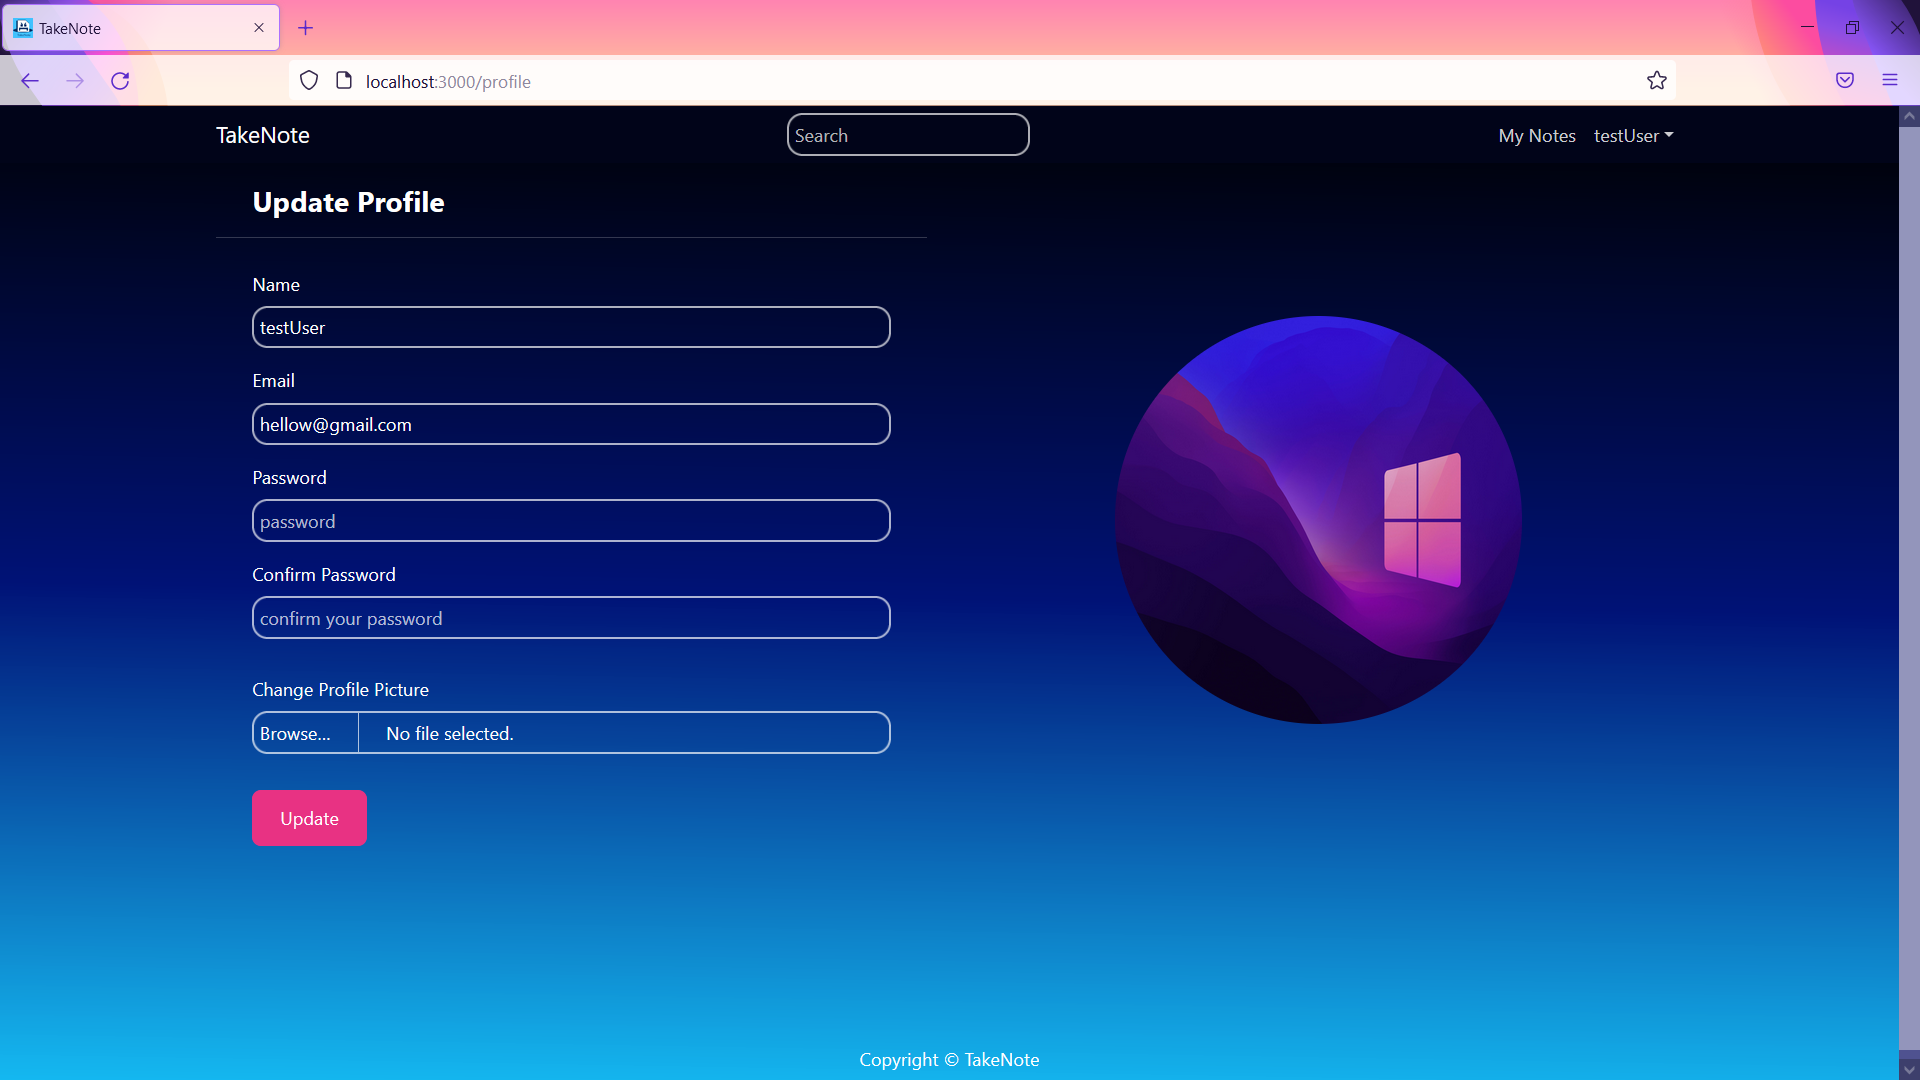 TakeNote
localhost:3000/profile
TakeNote
Search
My Notes
testUser
Update Profile
Name
testUser
Email
hellow@gmail.com
Password
password
Confirm Password
confirm your password
Change Profile Picture
Browse... No file selected.
Update
Copyright © TakeNote